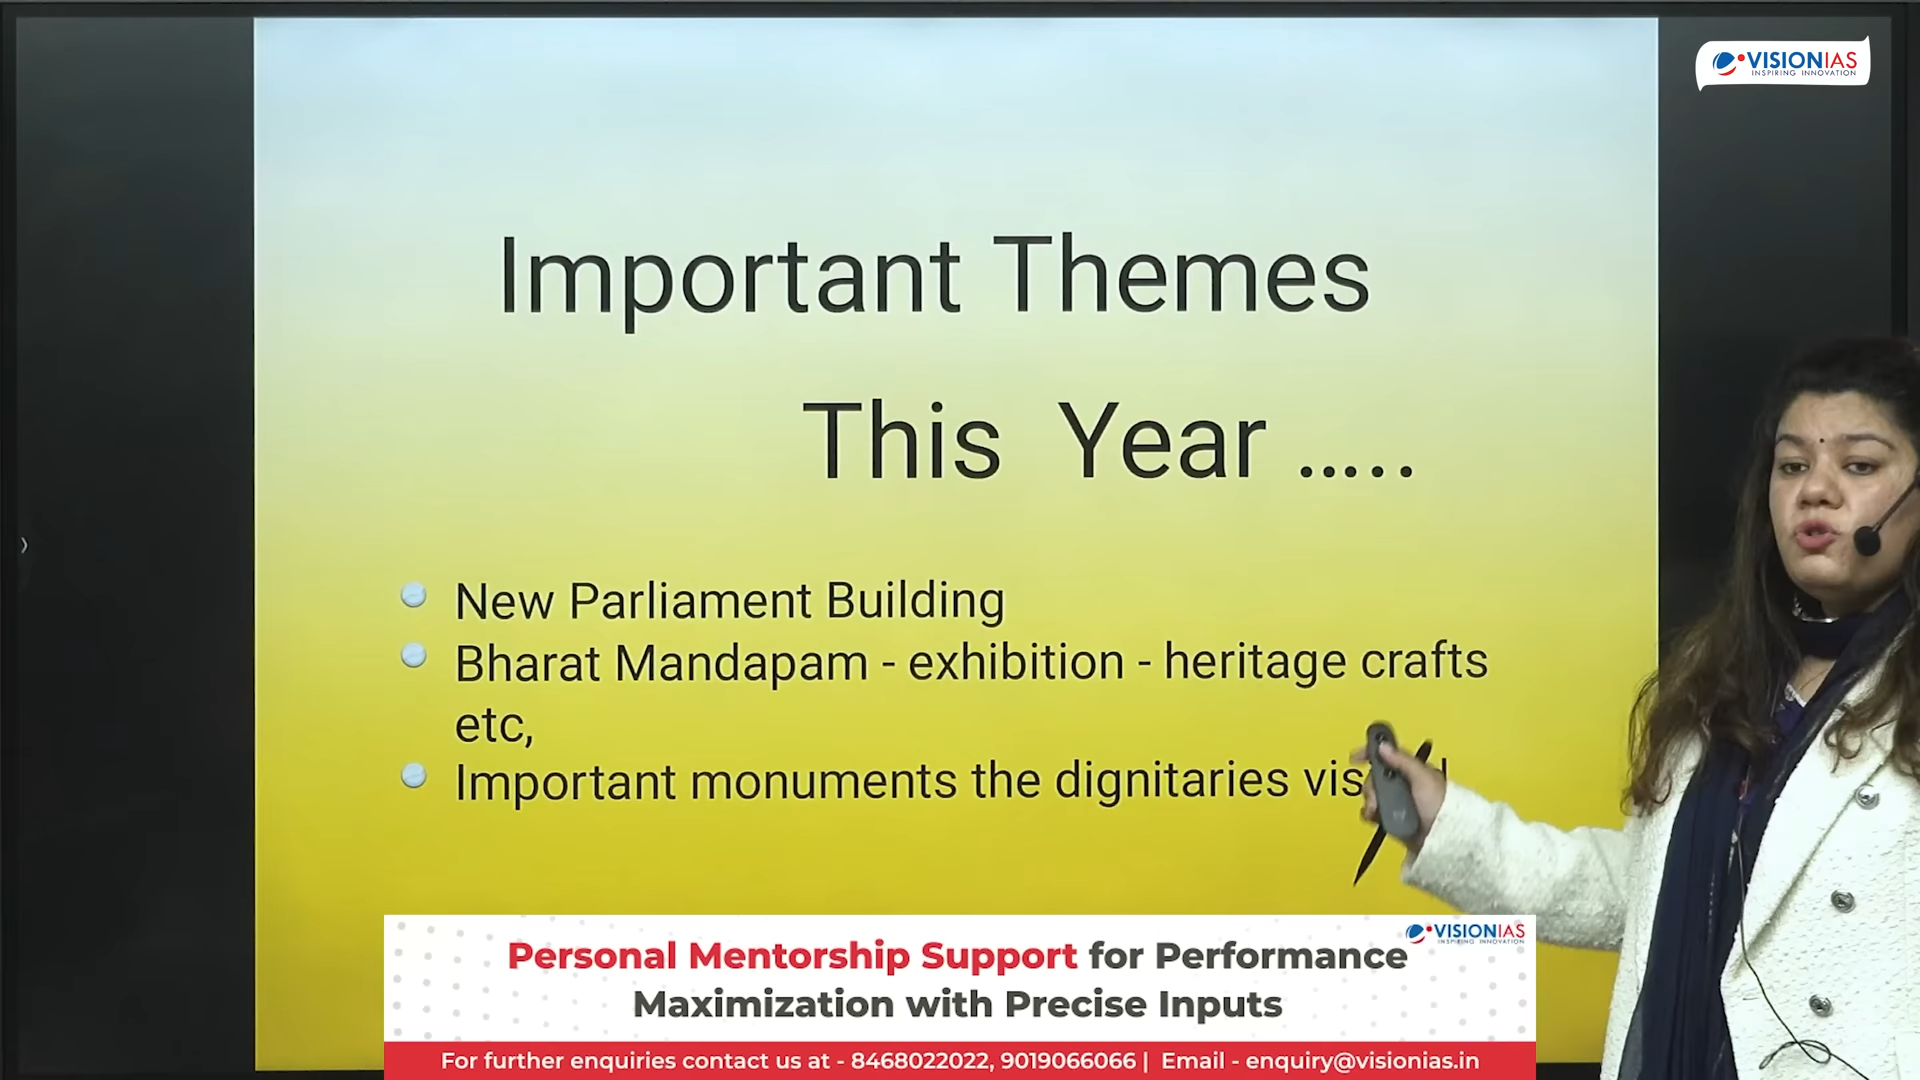 VISIONIAS
INSPIRING INNOVATION
Important Themes
This Year .....
New Parliament Building
Bharat Mandapam - exhibition - heritage crafts
etc,
Important monuments the dignitaries
VISIONIAS
INSPIRING INNOVATION
Personal Mentorship Support for Performance
Maximization with Precise Inputs
For further enquiries contact us at - 8468022022, 9019066066 | Email - enquiry@visionias.in